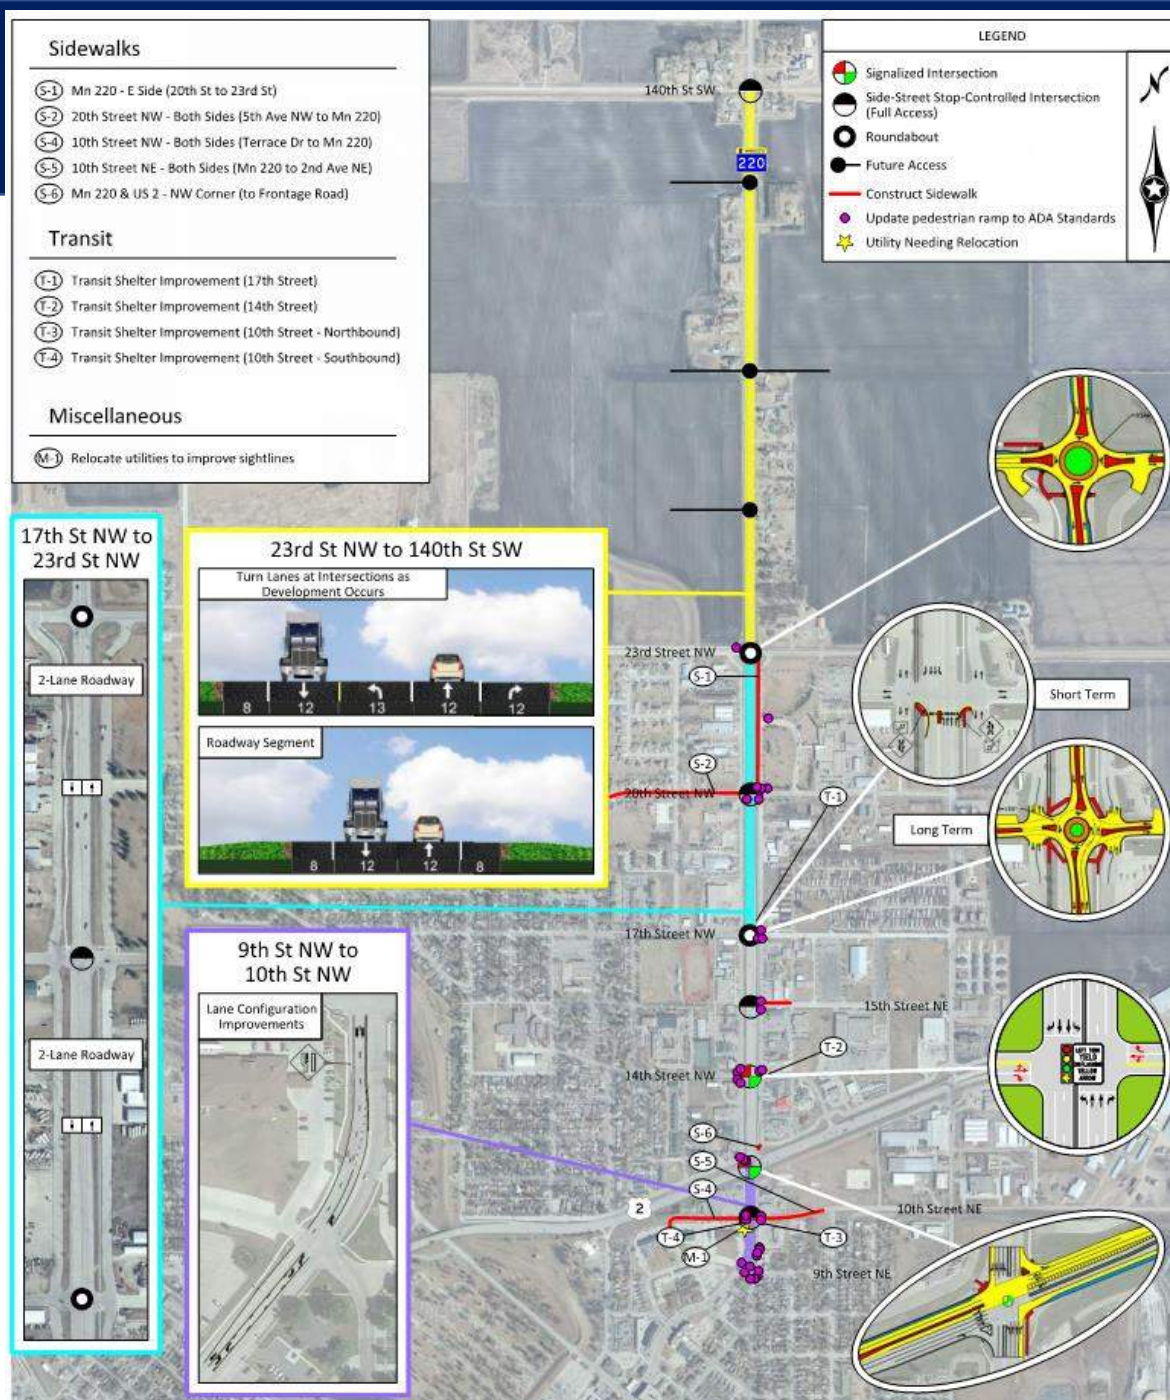 Sidewalks
S-1 Mn 220 - E Side (20th St to 23rd St)
S-2 20th Street NW - Both Sides (5th Ave NW to Mn 220)
S-4 10th Street NW - Both Sides (Terrace Dr to Mn 220)
S-5 10th Street NE - Both Sides (Mn 220 to 2nd Ave NE)
S-6 Mn 220 & US 2 - NW Corner (to Frontage Road)
Transit
T-1 Transit Shelter Improvement (17th Street)
T-2 Transit Shelter Improvement (14th Street)
T-3 Transit Shelter Improvement (10th Street - Northbound)
T-4 Transit Shelter Improvement (10th Street - Southbound)
Miscellaneous
M-1 Relocate utilities to improve sightlines
LEGEND
Signalized Intersection
Side-Street Stop-Controlled Intersection
(Full Access)
Roundabout
Future Access
Construct Sidewalk
Update pedestrian ramp to ADA Standards
Utility Needing Relocation
N
140th St SW
220
17th St NW to
23rd St NW
2-Lane Roadway
2-Lane Roadway
23rd St NW to 140th St SW
Turn Lanes at Intersections as
Development Occurs
8 12 13 12 12
Roadway Segment
8 12 12 8
9th St NW to
10th St NW
Lane Configuration
Improvements
23rd Street NW
S-1
S-2
20th Street NW
T-1
Short Term
Long Term
17th Street NW
15th Street NE
14th Street NW
T-2
LEFT TURN
YIELD
ON FLASHING
YELLOW
ARROW
S-6
S-5
S-4
2
10th Street NE
T-4
T-3
M-1
9th Street NE